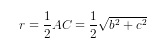 r = \frac{1}{2} AC = \frac{1}{2} \sqrt{b^2 + c^2}